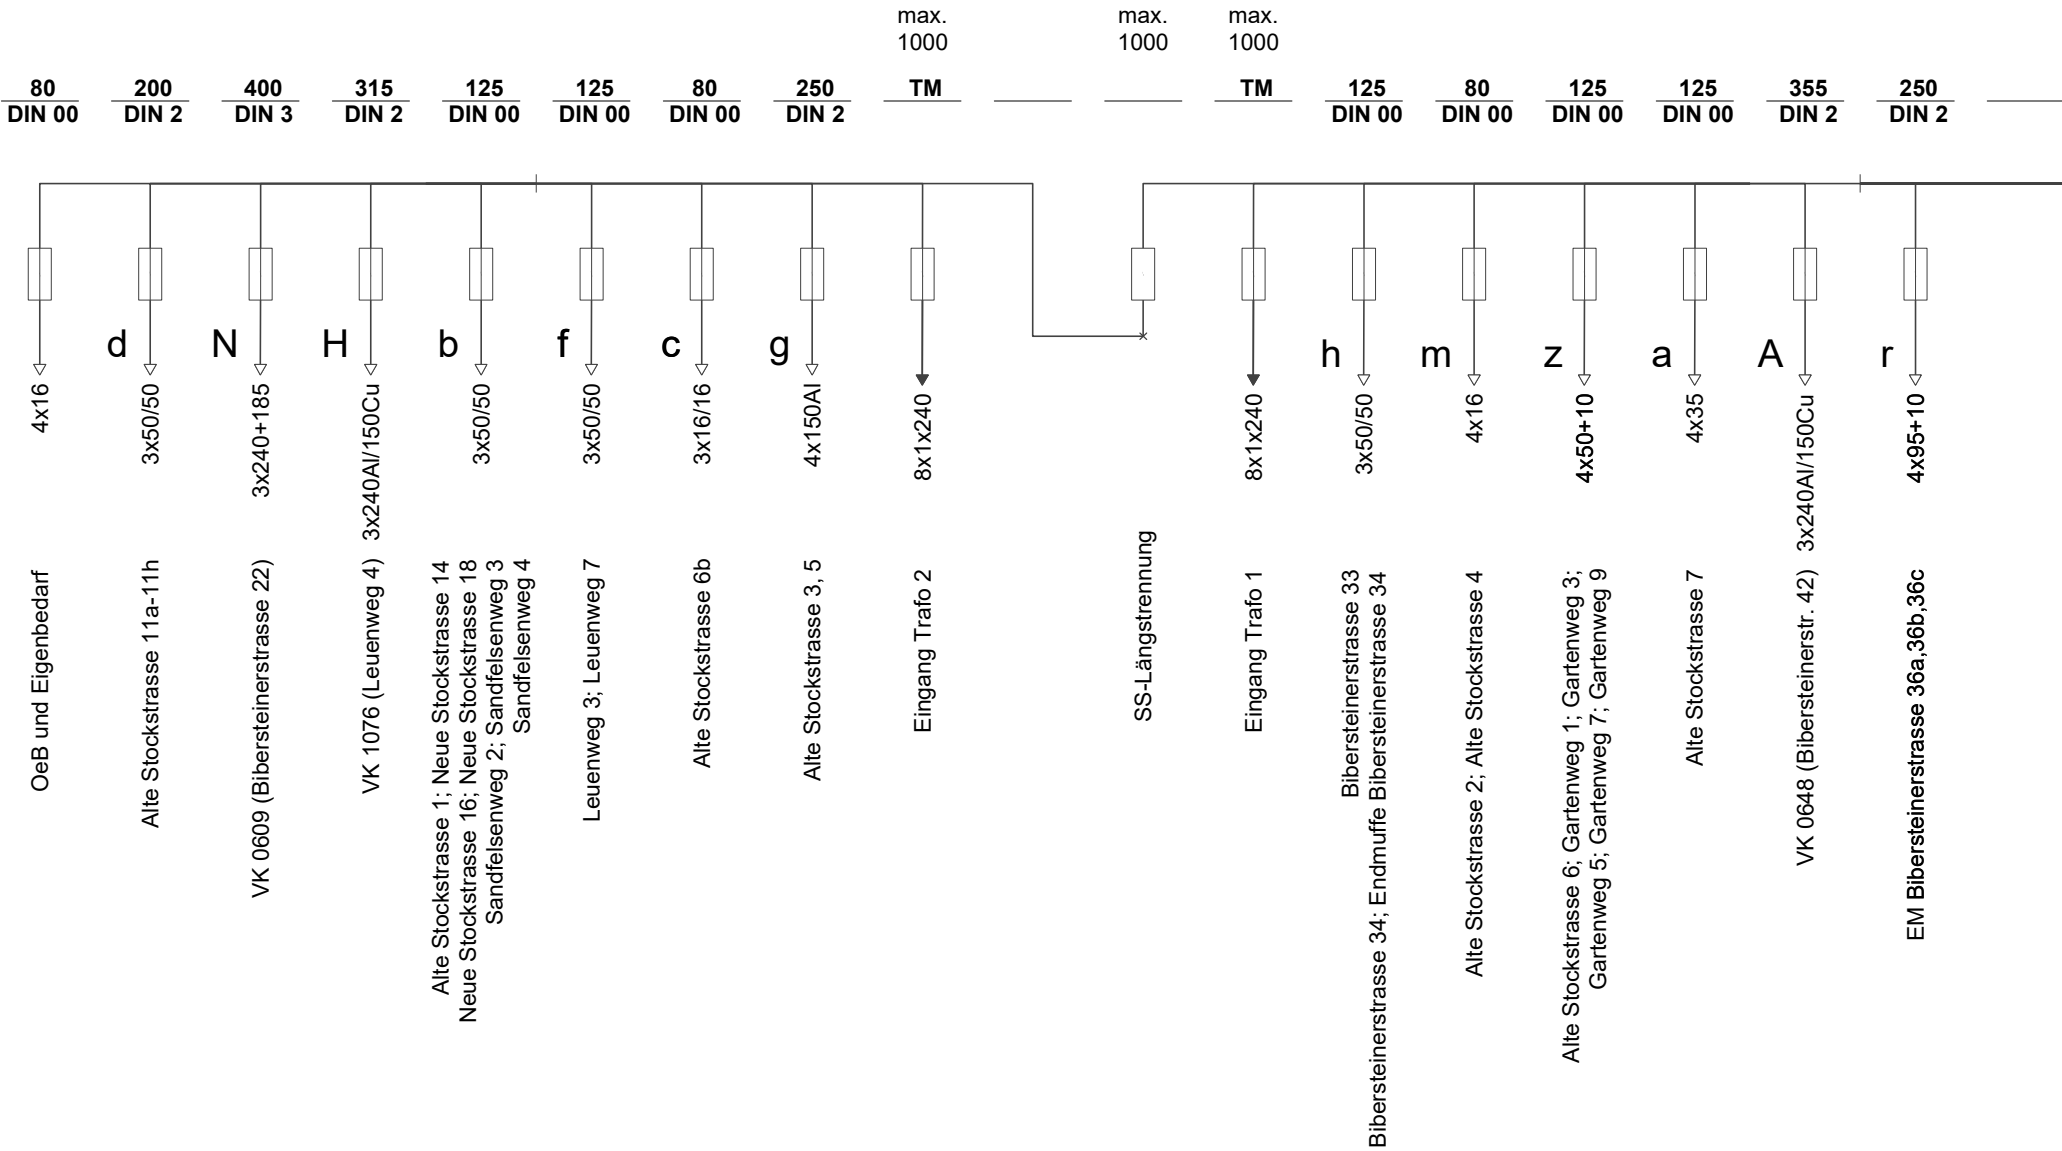 max.
1000
max.
1000
max.
1000
80
DIN 00
200
DIN 2
400
DIN 3
315
DIN 2
125
DIN 00
125
DIN 00
80
DIN 00
250
DIN 2
TM
TM
125
DIN 00
80
DIN 00
125
DIN 00
125
DIN 00
355
DIN 2
250
DIN 2
d
N
H
b
f
c
g
h
m
z
a
A
r
4x16
3x50/50
3x240+185
3x240Al/150Cu
3x50/50
3x50/50
3x16/16
4x150Al
8x1x240
8x1x240
3x50/50
4x16
4x50+10
4x35
3x240Al/150Cu
4x95+10
OeB und Eigenbedarf
Alte Stockstrasse 11a-11h
VK 0609 (Bibersteinerstrasse 22)
VK 1076 (Leuenweg 4)
Alte Stockstrasse 1; Neue Stockstrasse 14
Neue Stockstrasse 16; Neue Stockstrasse 18
Sandfelsenweg 2; Sandfelsenweg 3
Sandfelsenweg 4
Leuenweg 3; Leuenweg 7
Alte Stockstrasse 6b
Alte Stockstrasse 3, 5
Eingang Trafo 2
SS-Längstrennung
Eingang Trafo 1
Bibersteinerstrasse 33
Bibersteinerstrasse 34; Endmuffe Bibersteinerstrasse 34
Alte Stockstrasse 2; Alte Stockstrasse 4
Alte Stockstrasse 6; Gartenweg 1; Gartenweg 3;
Gartenweg 5; Gartenweg 7; Gartenweg 9
Alte Stockstrasse 7
VK 0648 (Bibersteinerstr. 42)
EM Bibersteinerstrasse 36a,36b,36c